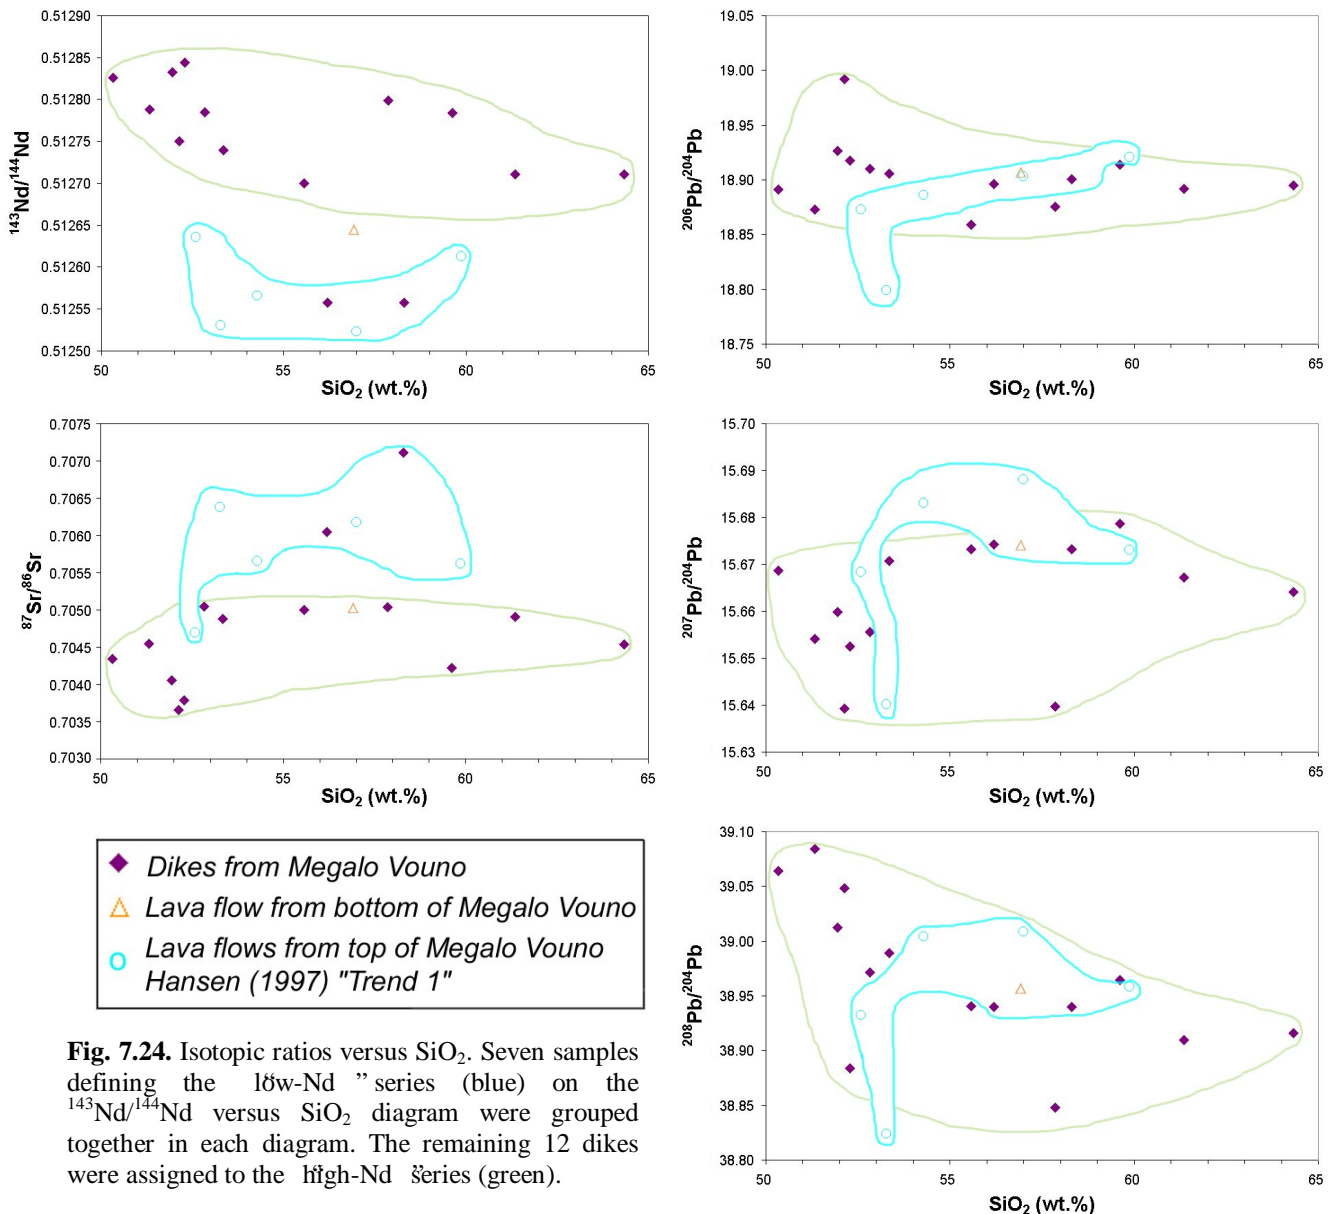 0.51290
0.51285
0.51280
0.51275
0.51270
0.51265
0.51260
0.51255
0.51250
143Nd/144Nd
50 55 60 65
SiO2 (wt.%)
19.05
19.00
18.95
18.90
18.85
18.80
18.75
206Pb/204Pb
50 55 60 65
SiO2 (wt.%)
0.7075
0.7070
0.7065
0.7060
0.7055
0.7050
0.7045
0.7040
0.7035
0.7030
87Sr/86Sr
50 55 60 65
SiO2 (wt.%)
15.70
15.69
15.68
15.67
15.66
15.65
15.64
15.63
207Pb/204Pb
50 55 60 65
SiO2 (wt.%)
Dikes from Megalo Vouno
Lava flow from bottom of Megalo Vouno
Lava flows from top of Megalo Vouno
Hansen (1997) "Trend 1"
39.10
39.05
39.00
38.95
38.90
38.85
38.80
208Pb/204Pb
50 55 60 65
SiO2 (wt.%)
Fig. 7.24. Isotopic ratios versus SiO2. Seven samples
defining the low-Nd ” series (blue) on the
143Nd/144Nd versus SiO2 diagram were grouped
together in each diagram. The remaining 12 dikes
were assigned to the high-Nd ” series (green).